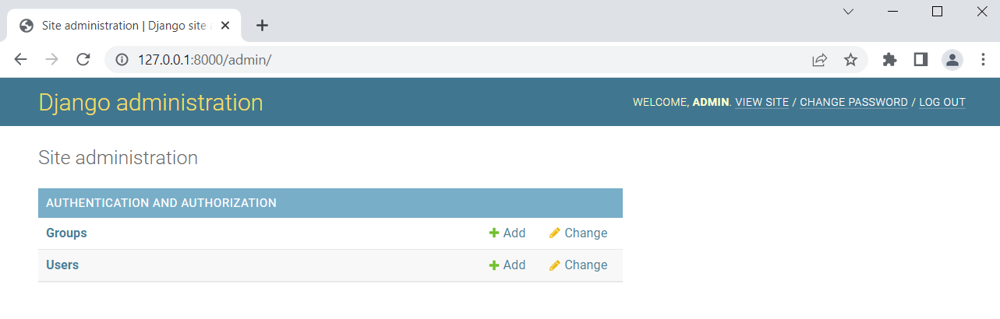 Site administration | Django site
127.0.0.1:8000/admin/
Django administration
WELCOME, ADMIN. VIEW SITE / CHANGE PASSWORD / LOG OUT
Site administration
AUTHENTICATION AND AUTHORIZATION
Groups Add Change
Users Add Change